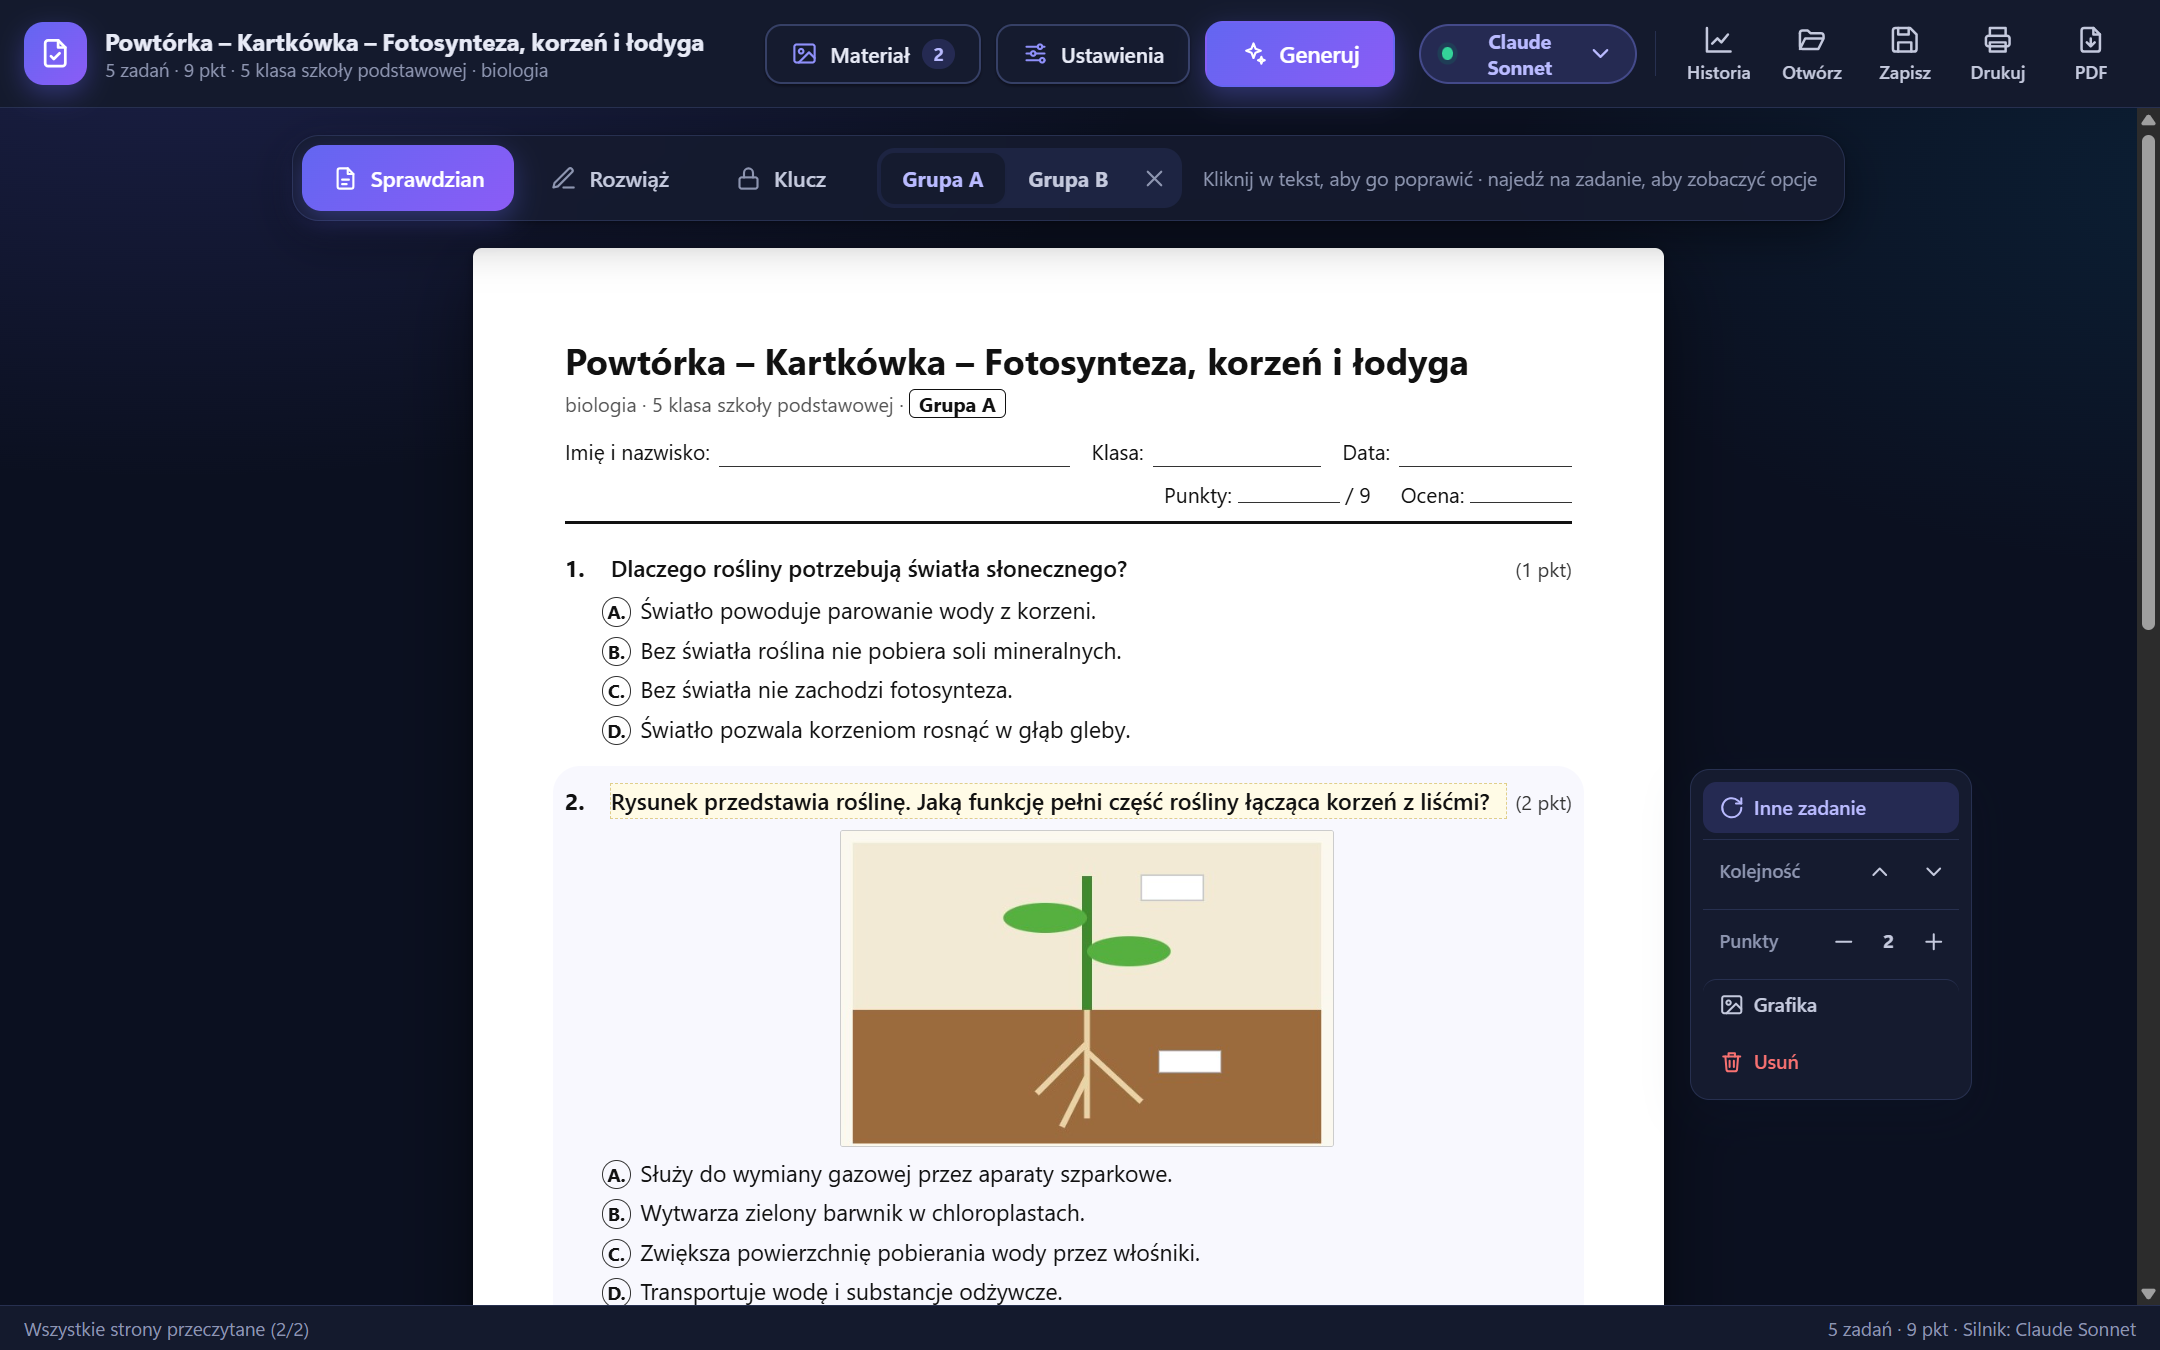 Powtórka – Kartkówka – Fotosynteza, korzeń i łodyga
5 zadań · 9 pkt · 5 klasa szkoły podstawowej · biologia
Materiał 2
Ustawienia
Generuj
Claude
Sonnet
Historia
Otwórz
Zapisz
Drukuj
PDF
Sprawdzian
Rozwiąż
Klucz
Grupa A
Grupa B
Kliknij w tekst, aby go poprawić · najedź na zadanie, aby zobaczyć opcje
Powtórka – Kartkówka – Fotosynteza, korzeń i łodyga
biologia · 5 klasa szkoły podstawowej · Grupa A
Imię i nazwisko: Klasa: Data:
Punkty: / 9 Ocena:
1. Dlaczego rośliny potrzebują światła słonecznego? (1 pkt)
A. Światło powoduje parowanie wody z korzeni.
B. Bez światła roślina nie pobiera soli mineralnych.
C. Bez światła nie zachodzi fotosynteza.
D. Światło pozwala korzeniom rosnąć w głąb gleby.
2. Rysunek przedstawia roślinę. Jaką funkcję pełni część rośliny łącząca korzeń z liśćmi? (2 pkt)
A. Służy do wymiany gazowej przez aparaty szparkowe.
B. Wytwarza zielony barwnik w chloroplastach.
C. Zwiększa powierzchnię pobierania wody przez włośniki.
D. Transportuje wodę i substancje odżywcze.
Inne zadanie
Kolejność
Punkty 2
Grafika
Usuń
Wszystkie strony przeczytane (2/2)
5 zadań · 9 pkt · Silnik: Claude Sonnet